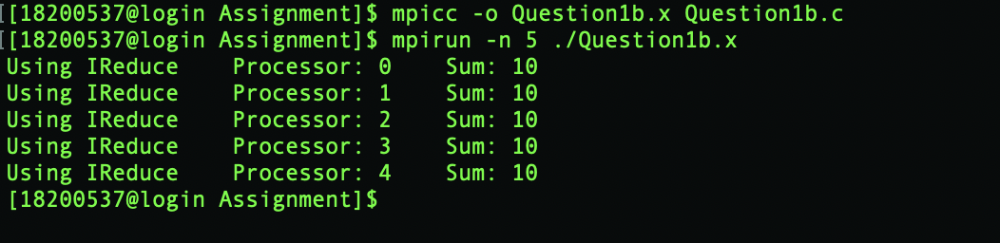 [[18200537@login Assignment]$ mpicc -o Question1b.x Question1b.c
[[18200537@login Assignment]$ mpirun -n 5 ./Question1b.x
Using IReduce    Processor: 0    Sum: 10
Using IReduce    Processor: 1    Sum: 10
Using IReduce    Processor: 2    Sum: 10
Using IReduce    Processor: 3    Sum: 10
Using IReduce    Processor: 4    Sum: 10
[18200537@login Assignment]$